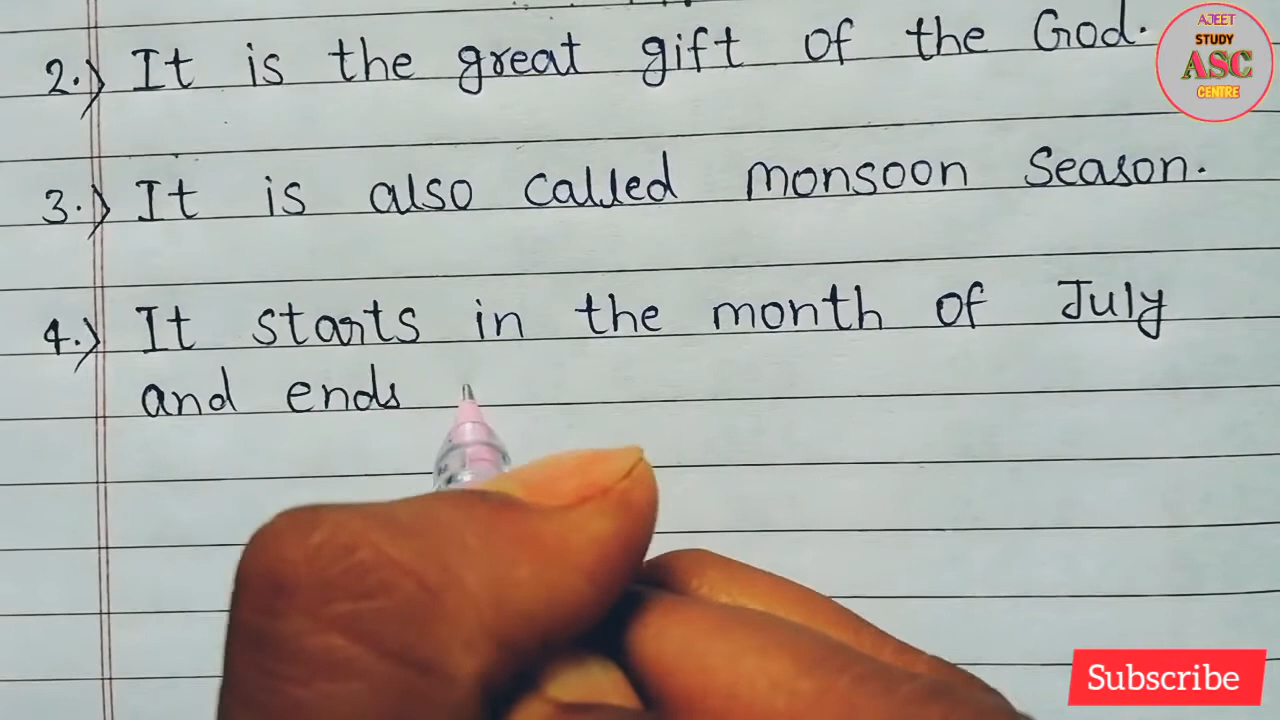 AJEET
STUDY
ASC
CENTRE
2.) It is the great gift of the God.
3.) It is also called monsoon season.
4.) It starts in the month of July
and ends
Subscribe